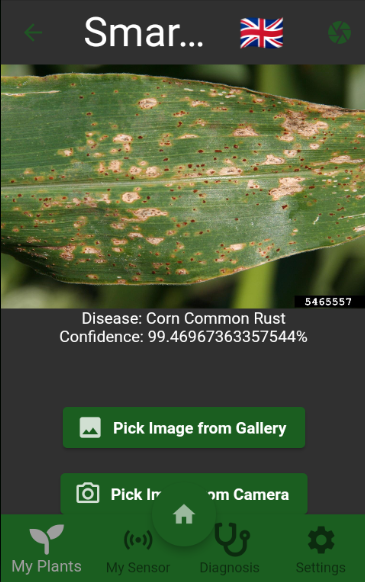 Smar...
5465557
Disease: Corn Common Rust
Confidence: 99.46967363357544%
Pick Image from Gallery
Pick Im om Camera
My Plants
My Sensor
Diagnosis
Settings